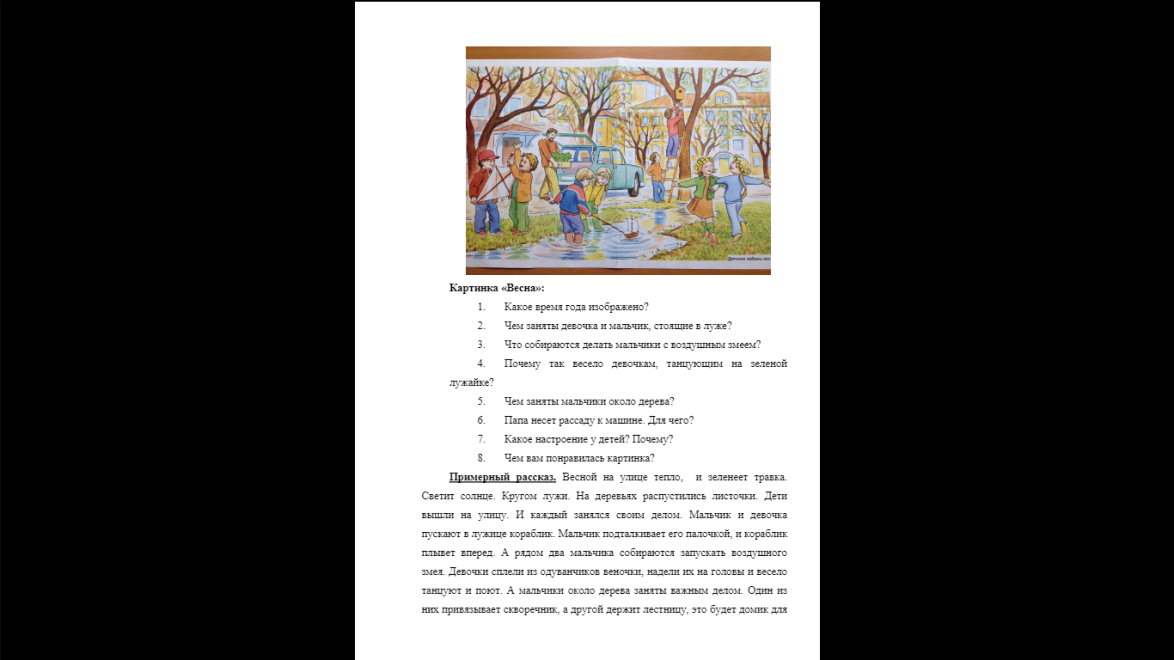 Детские забавы вес
Картинка «Весна»:
1. Какое время года изображено?
2. Чем заняты девочка и мальчик, стоящие в луже?
3. Что собираются делать мальчики с воздушным змеем?
4. Почему так весело девочкам, танцующим на зеленой
лужайке?
5. Чем заняты мальчики около дерева?
6. Папа несет рассаду к машине. Для чего?
7. Какое настроение у детей? Почему?
8. Чем вам понравилась картинка?
Примерный рассказ. Весной на улице тепло, и зеленеет травка.
Светит солнце. Кругом лужи. На деревьях распустились листочки. Дети
вышли на улицу. И каждый занялся своим делом. Мальчик и девочка
пускают в лужице кораблик. Мальчик подталкивает его палочкой, и кораблик
плывет вперед. А рядом два мальчика собираются запускать воздушного
змея. Девочки сплели из одуванчиков веночки, надели их на головы и весело
танцуют и поют. А мальчики около дерева заняты важным делом. Один из
них привязывает скворечник, а другой держит лестницу, это будет домик для